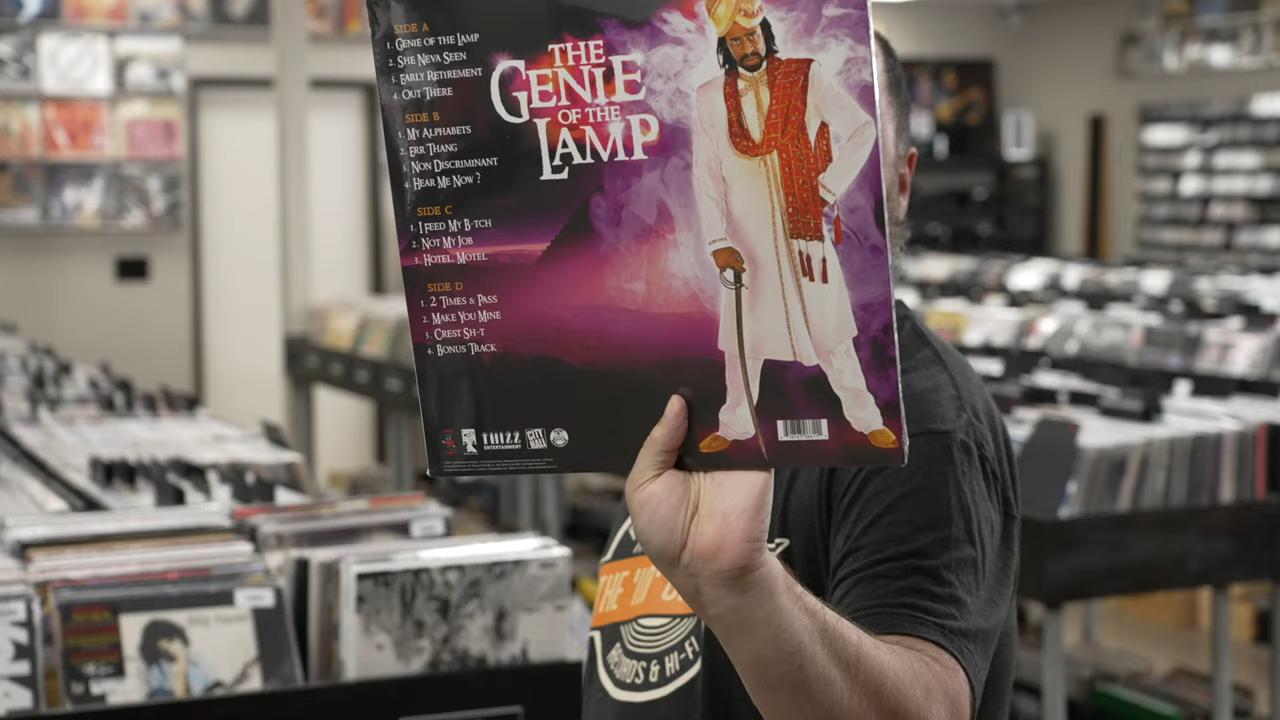 SIDE A
1. GENIE OF THE LAMP
2. SHE NEVA SEEN
3. EARLY RETIREMENT
4. OUT THERE
SIDE B
1. MY ALPHABETS
2. ERR THANG
3. NON DISCRIMINANT
4. HEAR ME NOW?
SIDE C
1. I FEED MY B-TCH
2. NOT MY JOB
3. HOTEL, MOTEL
SIDE D
1. 2 TIMES & PASS
2. MAKE YOU MINE
3. CREST SH-T
4. BONUS TRACK
THE
GENIE
OF THE
LAMP
THIZZ
ENTERTAINMENT
CITY
HALL
THE "IN"
RECORDS & HI-FI